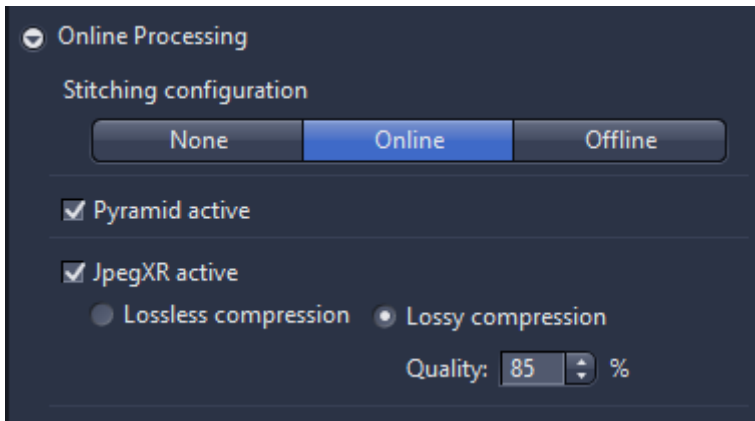 Online Processing
Stitching configuration
None Online Offline
Pyramid active
JpegXR active
Lossless compression Lossy compression
Quality: 85 %